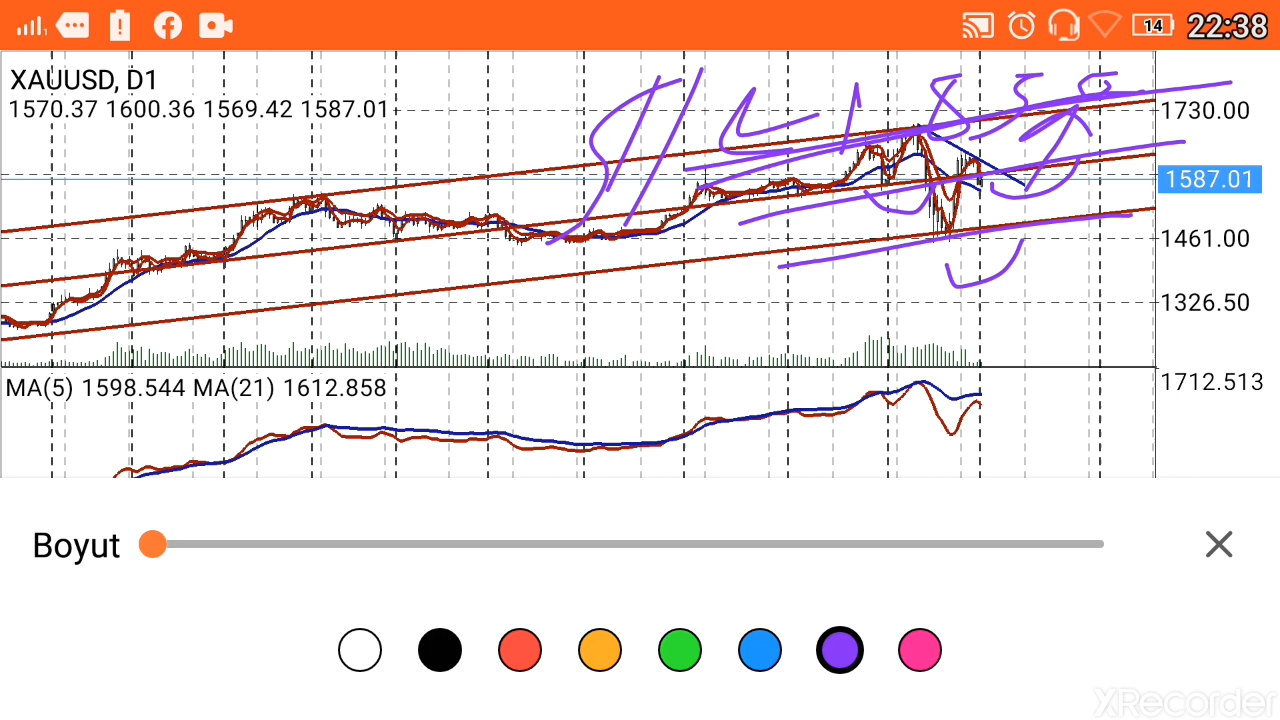 14 22:38
XAUUSD, D1
1570.37 1600.36 1569.42 1587.01
1730.00
1587.01
1461.00
1326.50
MA(5) 1598.544 MA(21) 1612.858
1712.513
Boyut
XRecorder